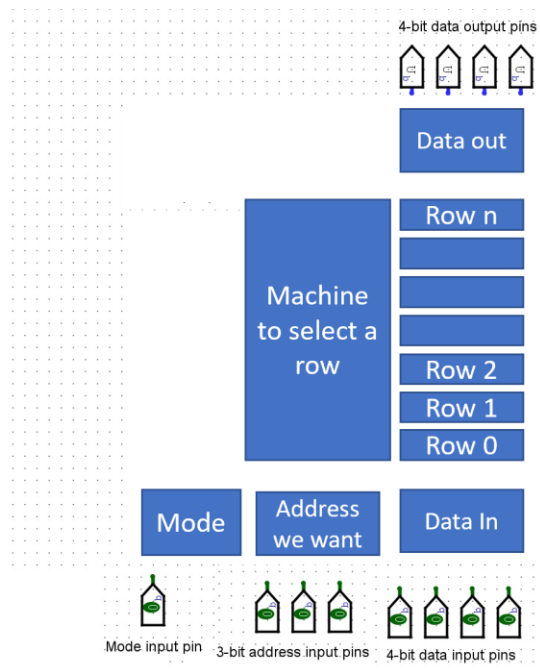 4-bit data output pins
Data out
Row n
Machine
to select a
row
Row 2
Row 1
Row 0
Mode
Address
we want
Data In
Mode input pin
3-bit address input pins
4-bit data input pins